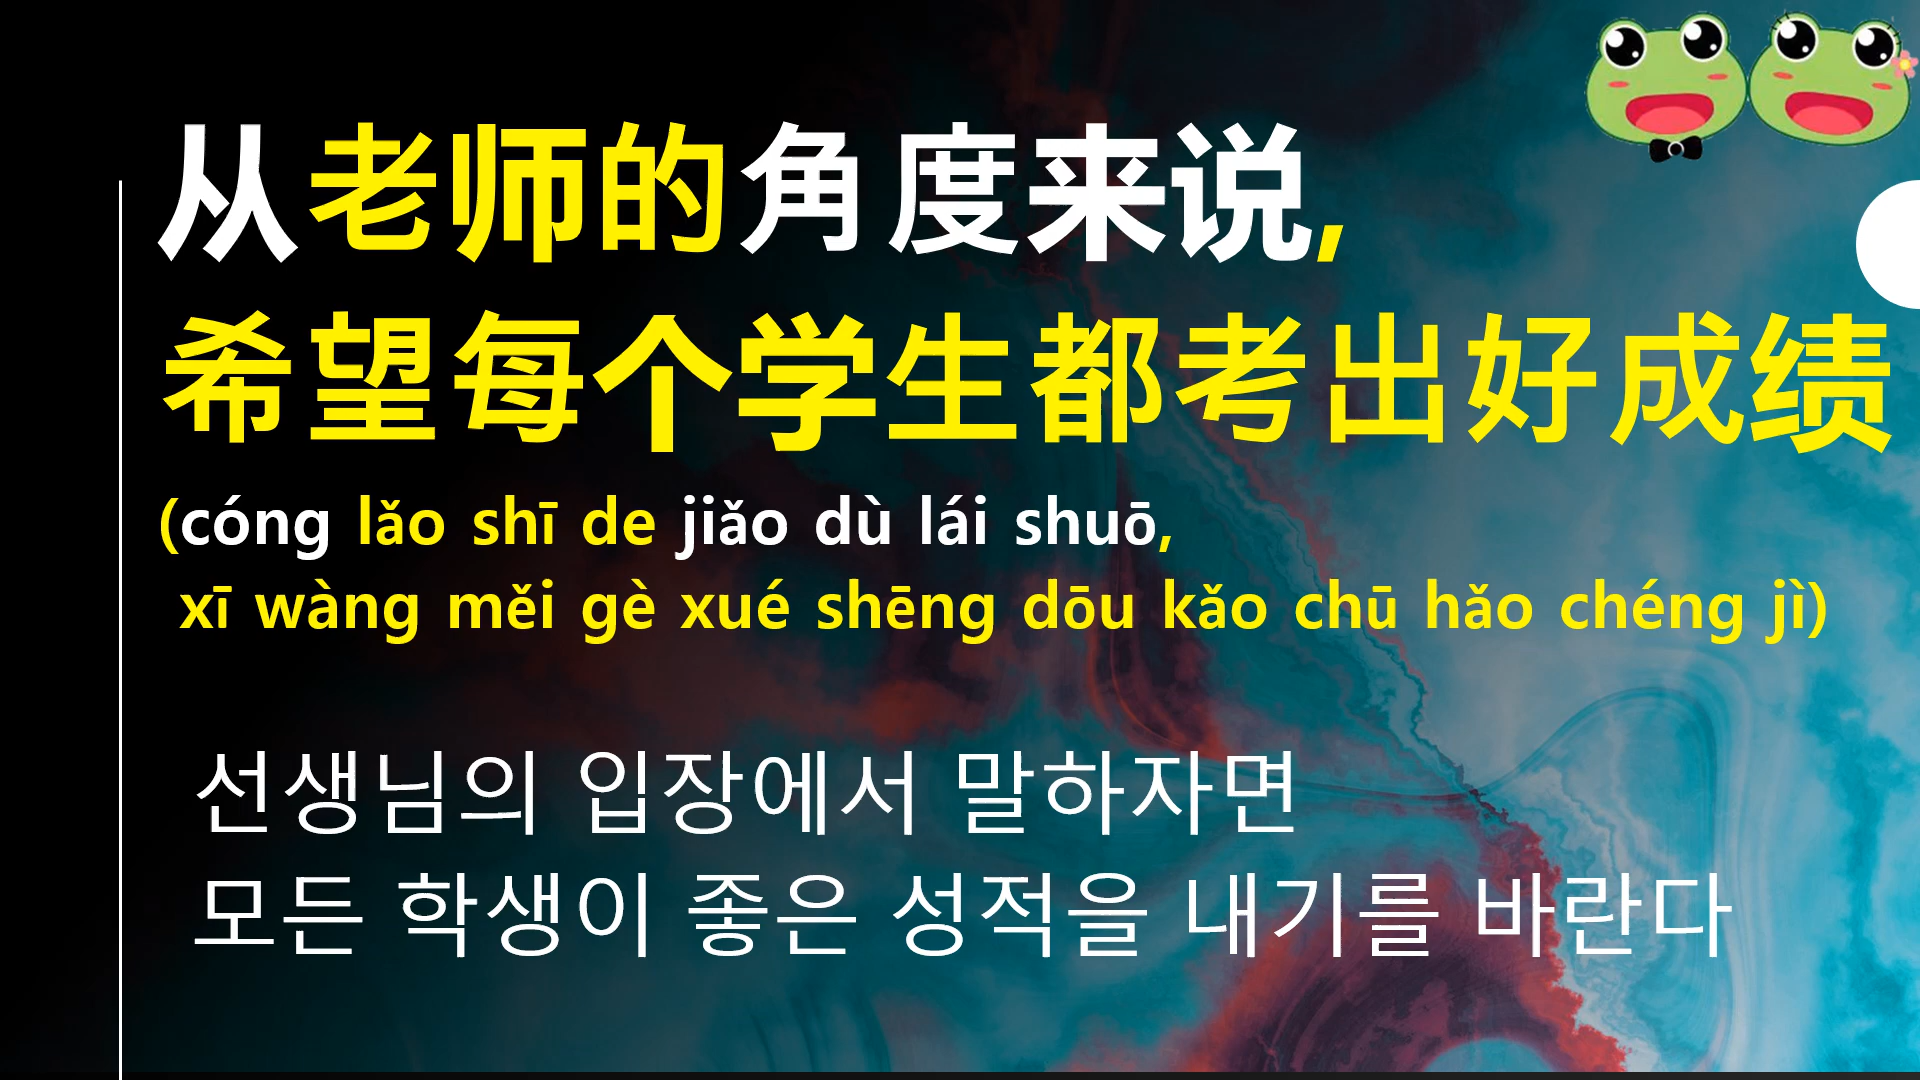 从老师的角度来说,
希望每个学生都考出好成绩
(cóng lǎo shī de jiǎo dù lái shuō,
xī wàng měi gè xué shēng dōu kǎo chū hǎo chéng jì)
선생님의 입장에서 말하자면
모든 학생이 좋은 성적을 내기를 바란다